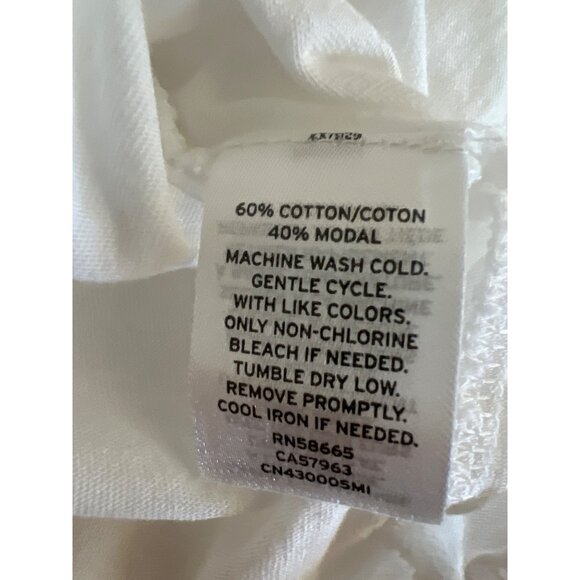 60% COTTON/COTON
40% MODAL
MACHINE WASH COLD.
GENTLE CYCLE.
WITH LIKE COLORS.
ONLY NON-CHLORINE
BLEACH IF NEEDED.
TUMBLE DRY LOW.
REMOVE PROMPTLY.
COOL IRON IF NEEDED.
RN58665
CA57963
CN430005MI